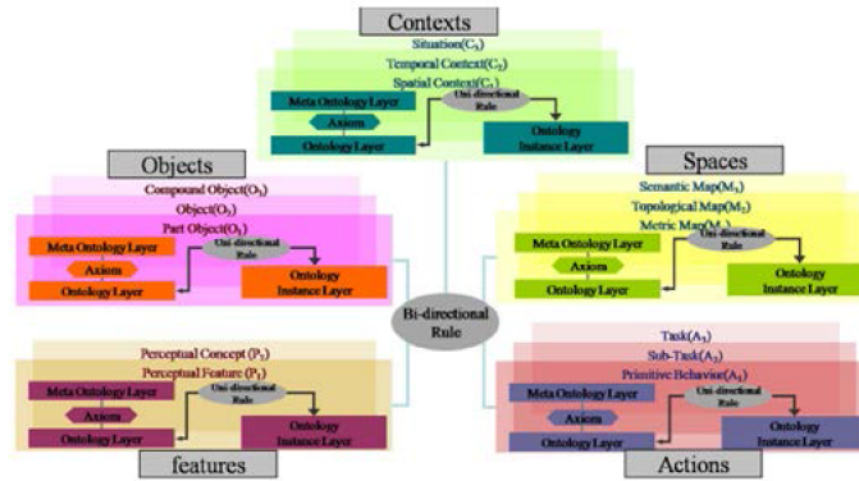 Contexts
Situation(C3)
Temporal Context(C2)
Spatial Context(C1)
Meta Ontology Layer
Uni-directional
Rule
Axiom
Ontology Layer
Ontology
Instance Layer
Objects
Compound Object(O3)
Object(O2)
Part Object(O1)
Meta Ontology Layer
Uni-directional
Rule
Axiom
Ontology Layer
Ontology
Instance Layer
Spaces
Semantic Map(M3)
Topological Map(M2)
Metric Map(M
Meta Ontology Layer
Uni-directional
Rule
Axiom
Ontology Layer
Ontology
Instance Layer
Bi-directional
Rule
Perceptual Concept (P2)
Perceptual Feature (P1)
Meta Ontology Layer
Uni-directional
Rule
Axiom
Ontology Layer
Ontology
Instance Layer
features
Task(A3)
Sub-Task(A2)
Primitive Behavior(A1)
Meta Ontology Layer
Uni-directional
Rule
Axiom
Ontology Layer
Ontology
Instance Layer
Actions